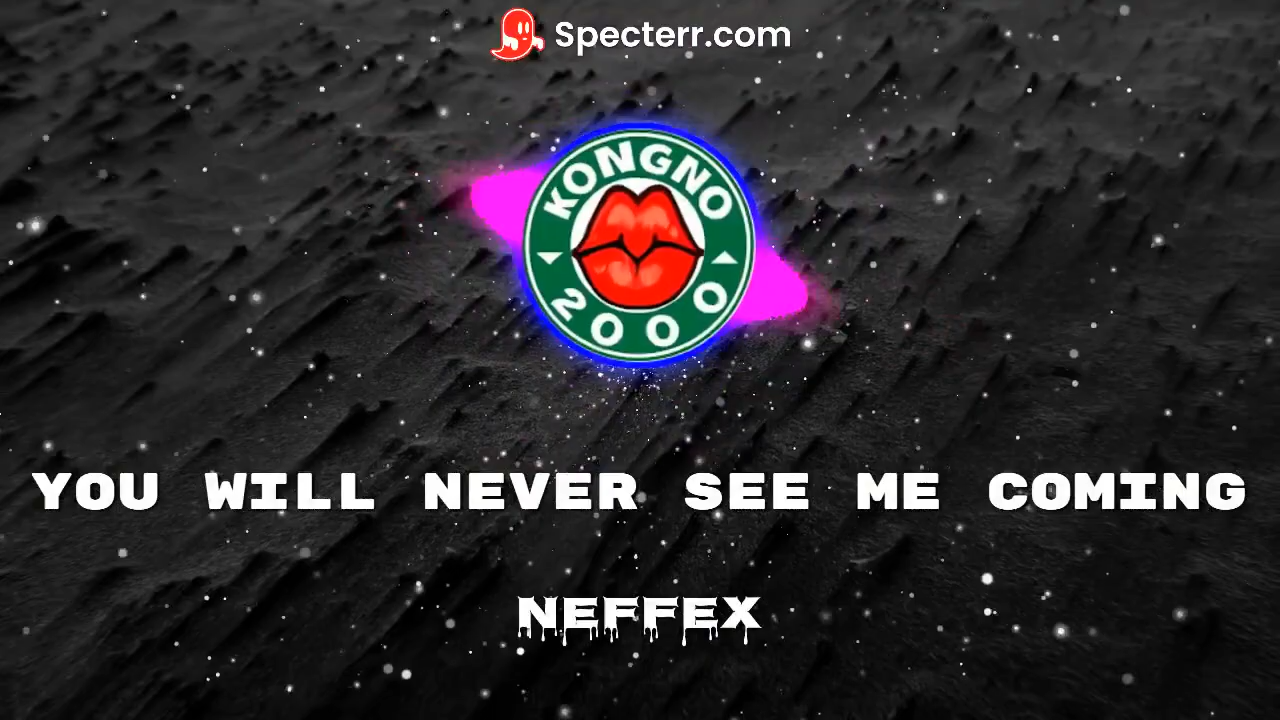 Specterr.com
KONGNO
2000
YOU WILL NEVER SEE ME COMING
NEFFEX